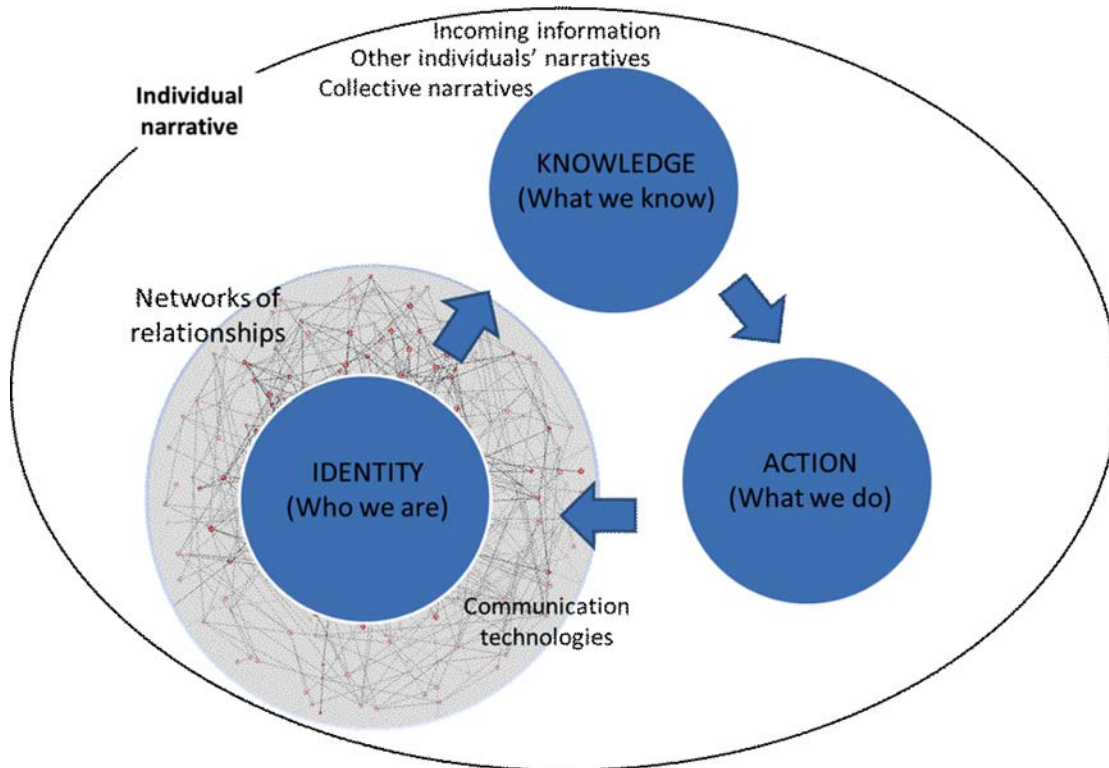 Incoming information
Other individuals' narratives
Collective narratives
Individual
narrative
KNOWLEDGE
(What we know)
Networks of
relationships
IDENTITY
(Who we are)
ACTION
(What we do)
Communication
technologies